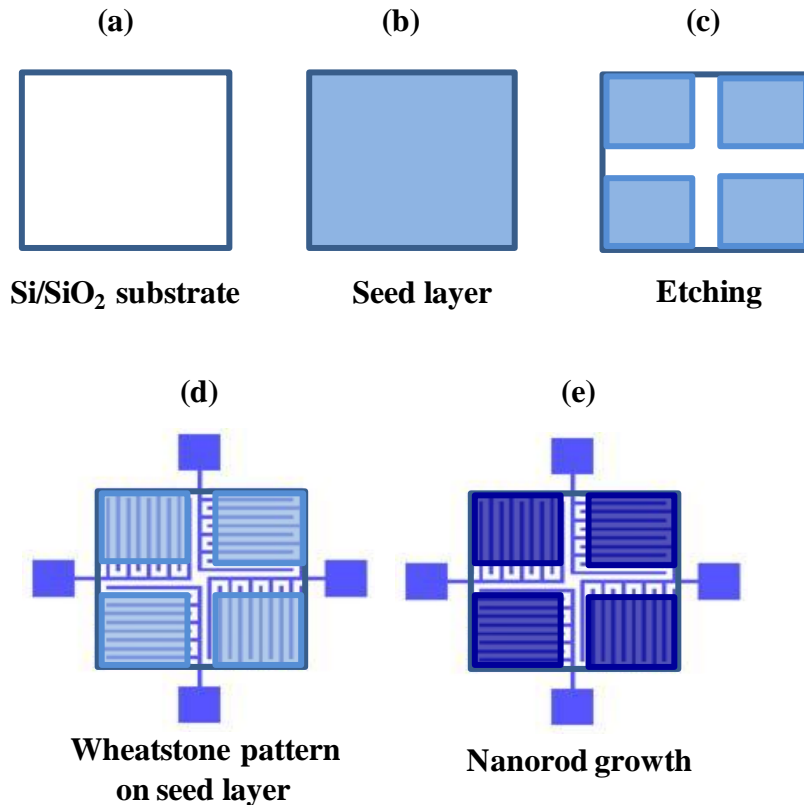 (a)
(b)
(c)
Si/SiO₂ substrate
Seed layer
Etching
(d)
(e)
Wheatstone pattern
on seed layer
Nanorod growth